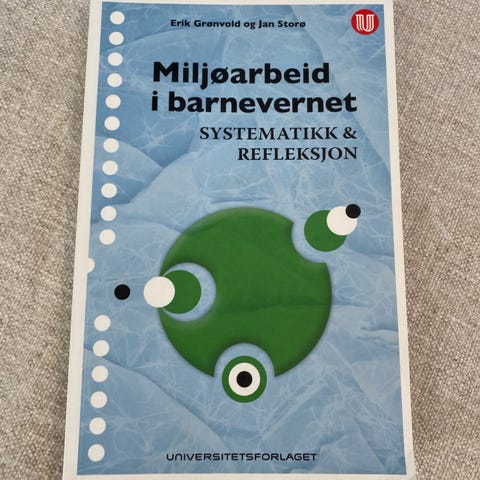 Erik Grønvold og Jan Storø
Miljøarbeid
i barnevernet
SYSTEMATIKK &
REFLEKSJON
UNIVERSITETSFORLAGET